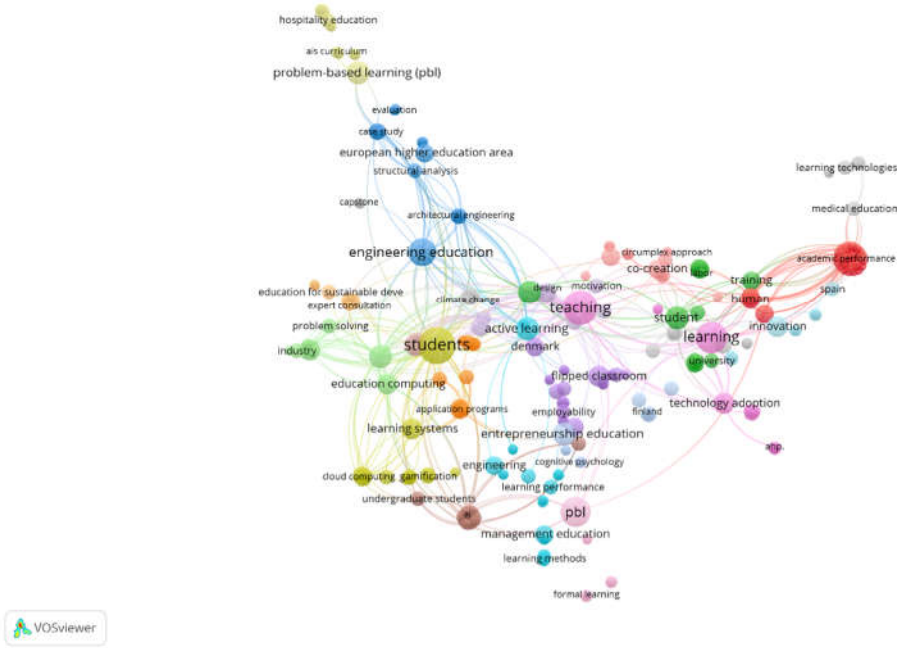 hospitality education
ais curriculum
problem-based learning (pbl)
evaluation
case study
european higher education area
structural analysis
learning technologies
capstone
medical education
architectural engineering
engineering education
circumplex approach
academic performance
co-creation
labor
training
education for sustainable deve
design
motivation
spain
expert consultation
climate change
human
teaching
problem solving
active learning
student
innovation
students
learning
industry
denmark
university
education computing
flipped classroom
application programs
employability
finland
technology adoption
learning systems
entrepreneurship education
engineering
cognitive psychology
cloud computing
gamification
learning performance
undergraduate students
pbl
management education
learning methods
formal learning
VOSviewer